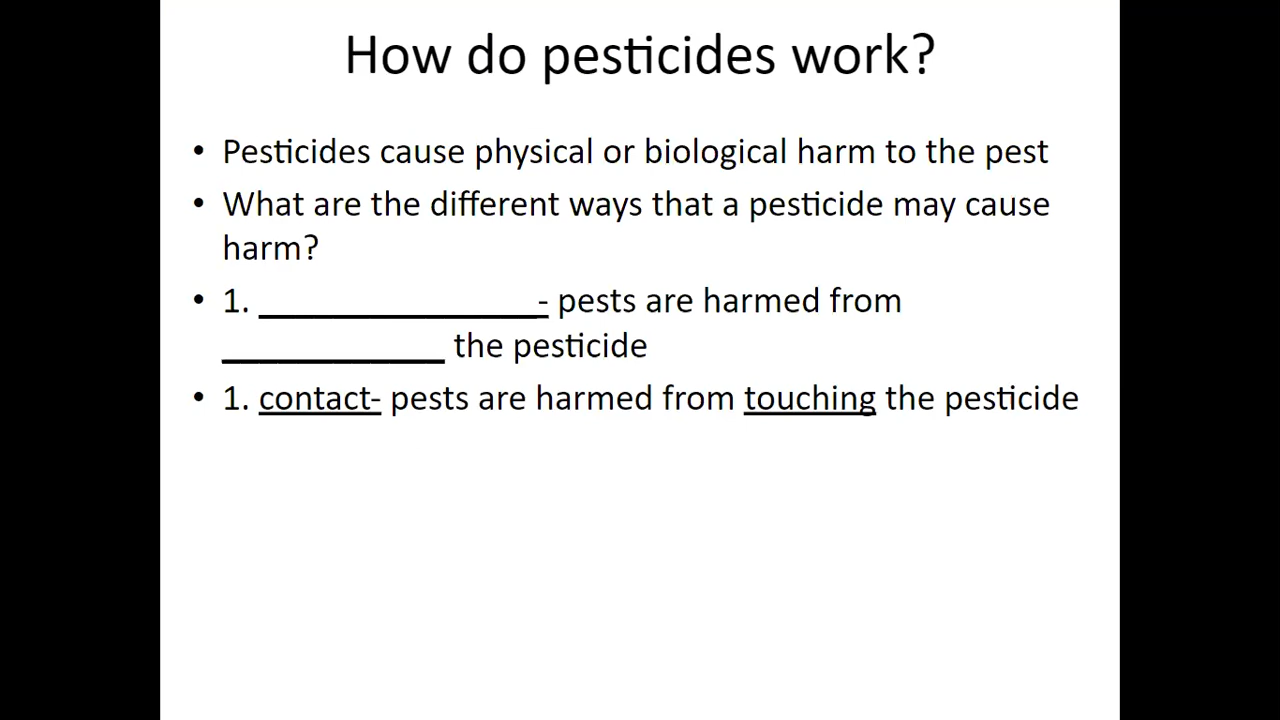 How do pesticides work?
• Pesticides cause physical or biological harm to the pest
• What are the different ways that a pesticide may cause
harm?
• 1. _______________- pests are harmed from
____________ the pesticide
• 1. contact- pests are harmed from touching the pesticide